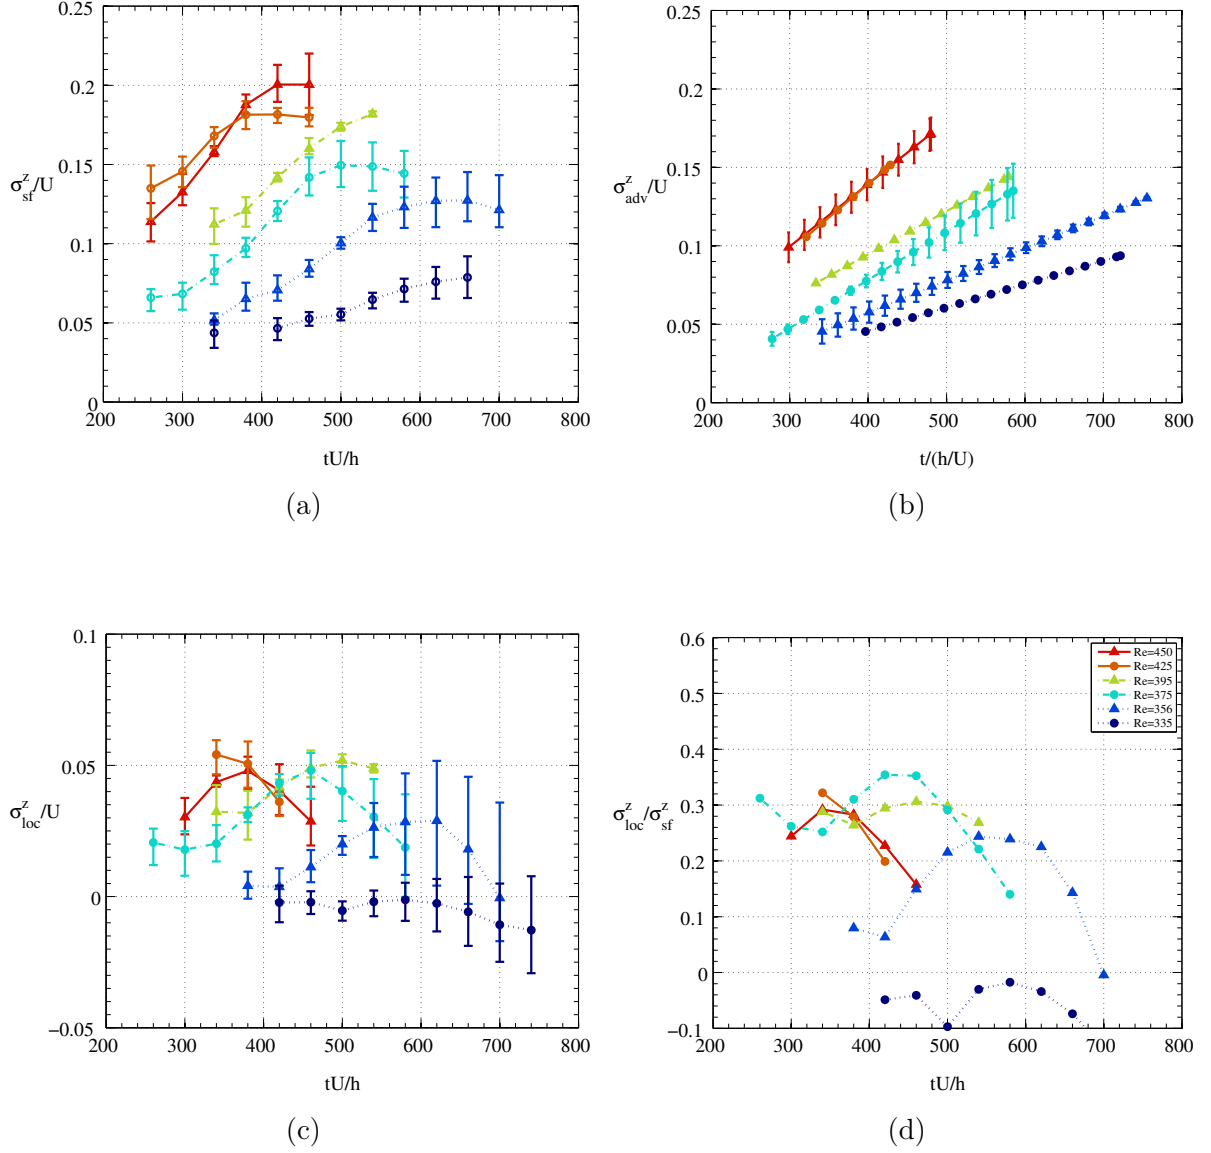 0.25
0.2
0.15
0.1
0.05
0
σ^z_sf/U
200 300 400 500 600 700 800
tU/h
(a)
0.25
0.2
0.15
0.1
0.05
0
σ^z_adv/U
200 300 400 500 600 700 800
t/(h/U)
(b)
0.1
0.05
0
−0.05
σ^z_loc/U
200 300 400 500 600 700 800
tU/h
(c)
0.6
0.5
0.4
0.3
0.2
0.1
0
−0.1
σ^z_loc/σ^z_sf
Re=450
Re=425
Re=395
Re=375
Re=356
Re=335
200 300 400 500 600 700 800
tU/h
(d)